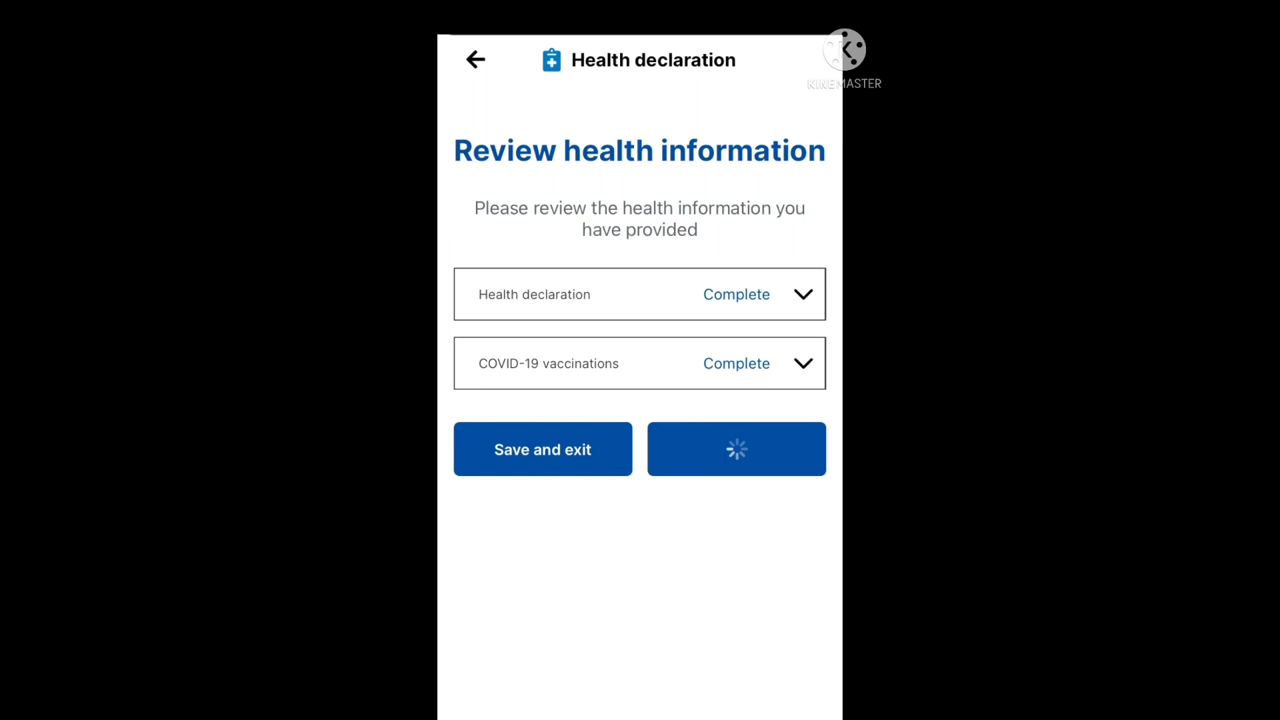 Health declaration
KINEMASTER
Review health information
Please review the health information you
have provided
Health declaration Complete
COVID-19 vaccinations Complete
Save and exit